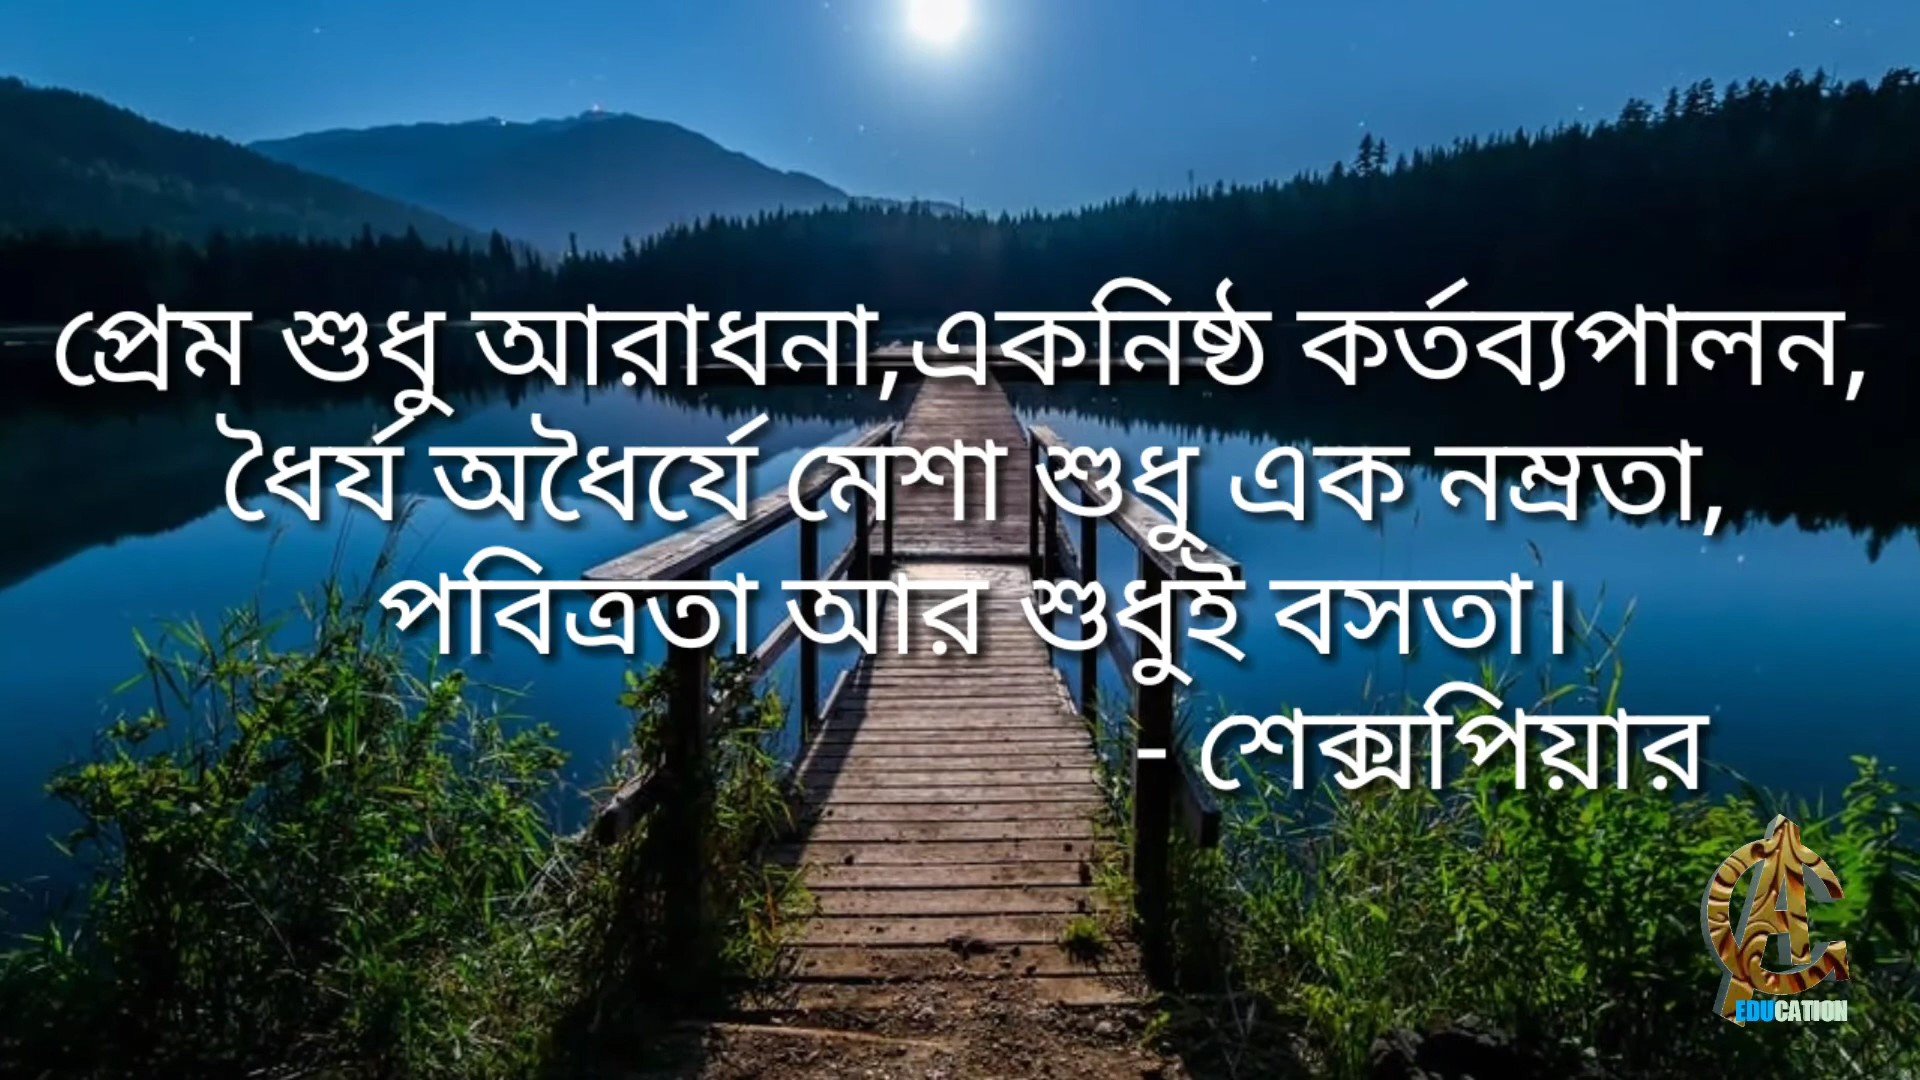 প্রেম শুধু আরাধনা,একনিষ্ঠ কর্তব্যপালন,
ধৈর্য অধৈর্যে মেশা শুধু এক নম্রতা,
পবিত্রতা আর শুধুই বসতা।
- শেক্সপিয়ার
EDUCATION